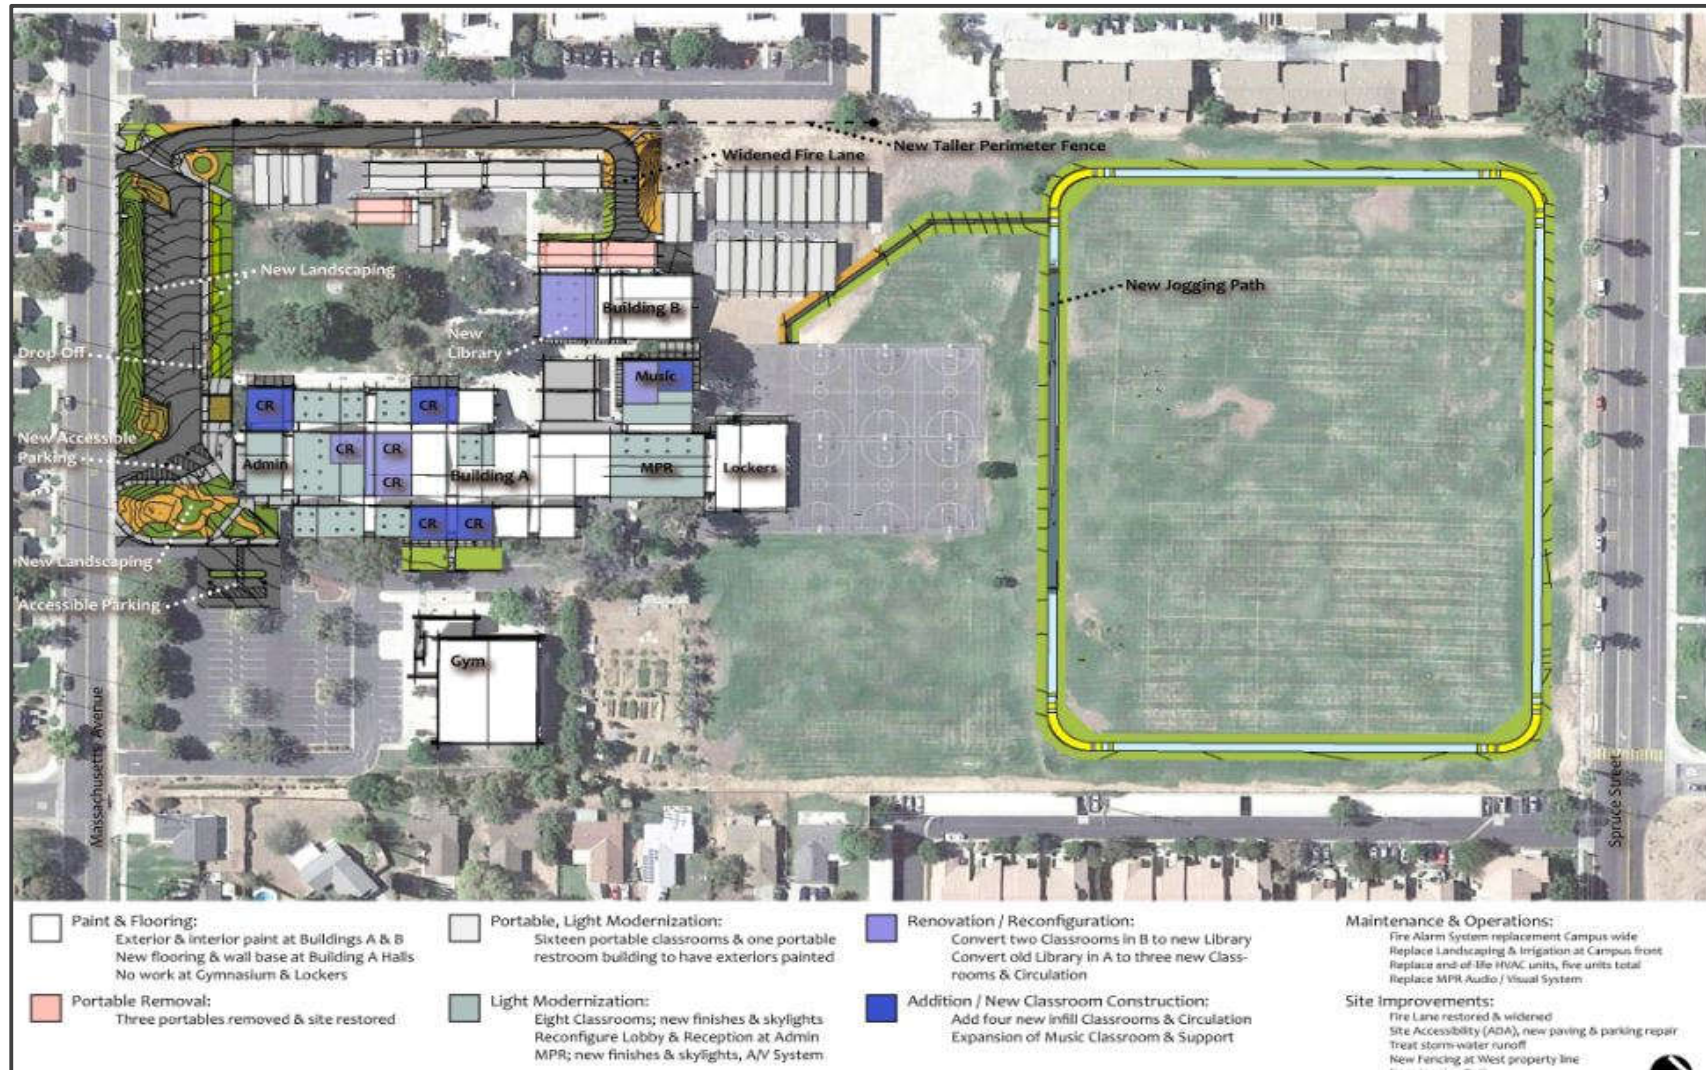 New Taller Perimeter Fence
Widened Fire Lane
New Landscaping
New Jogging Path
Building B
New
Library
Drop Off
Music
CR
CR
New Accessible
Parking
CR
CR
Admin
Building A
MPR
Lockers
CR
CR
CR
New Landscaping
Accessible Parking
Gym
Massachusetts Avenue
Spruce Street
Paint & Flooring:
Exterior & interior paint at Buildings A & B
New flooring & wall base at Building A Halls
No work at Gymnasium & Lockers
Portable Removal:
Three portables removed & site restored
Portable, Light Modernization:
Sixteen portable classrooms & one portable
restroom building to have exteriors painted
Light Modernization:
Eight Classrooms; new finishes & skylights
Reconfigure Lobby & Reception at Admin
MPR; new finishes & skylights, A/V System
Renovation / Reconfiguration:
Convert two Classrooms in B to new Library
Convert old Library in A to three new Class-
rooms & Circulation
Addition / New Classroom Construction:
Add four new infill Classrooms & Circulation
Expansion of Music Classroom & Support
Maintenance & Operations:
Fire Alarm System replacement Campus wide
Replace Landscaping & Irrigation at Campus front
Replace end-of-life HVAC units, five units total
Replace MPR Audio / Visual System
Site Improvements:
Fire Lane restored & widened
Site Accessibility (ADA), new paving & parking repair
Treat storm-water runoff
New Fencing at West property line